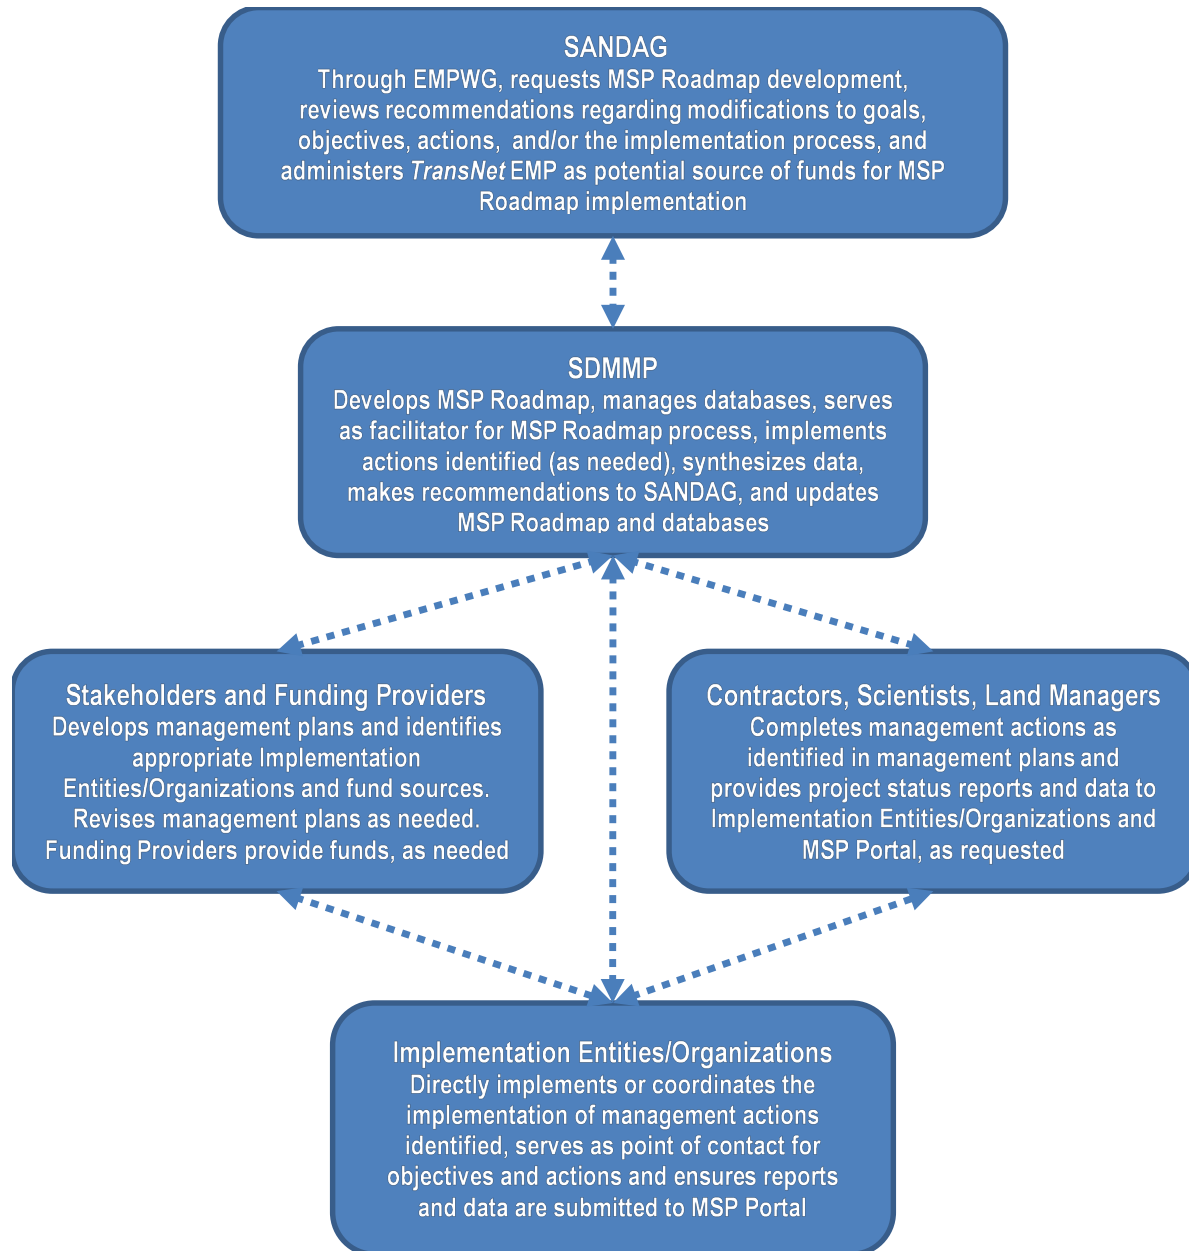 SANDAG
Through EMPWG, requests MSP Roadmap development,
reviews recommendations regarding modifications to goals,
objectives, actions, and/or the implementation process, and
administers TransNet EMP as potential source of funds for MSP
Roadmap implementation
SDMMP
Develops MSP Roadmap, manages databases, serves
as facilitator for MSP Roadmap process, implements
actions identified (as needed), synthesizes data,
makes recommendations to SANDAG, and updates
MSP Roadmap and databases
Stakeholders and Funding Providers
Develops management plans and identifies
appropriate Implementation
Entities/Organizations and fund sources.
Revises management plans as needed.
Funding Providers provide funds, as needed
Contractors, Scientists, Land Managers
Completes management actions as
identified in management plans and
provides project status reports and data to
Implementation Entities/Organizations and
MSP Portal, as requested
Implementation Entities/Organizations
Directly implements or coordinates the
implementation of management actions
identified, serves as point of contact for
objectives and actions and ensures reports
and data are submitted to MSP Portal